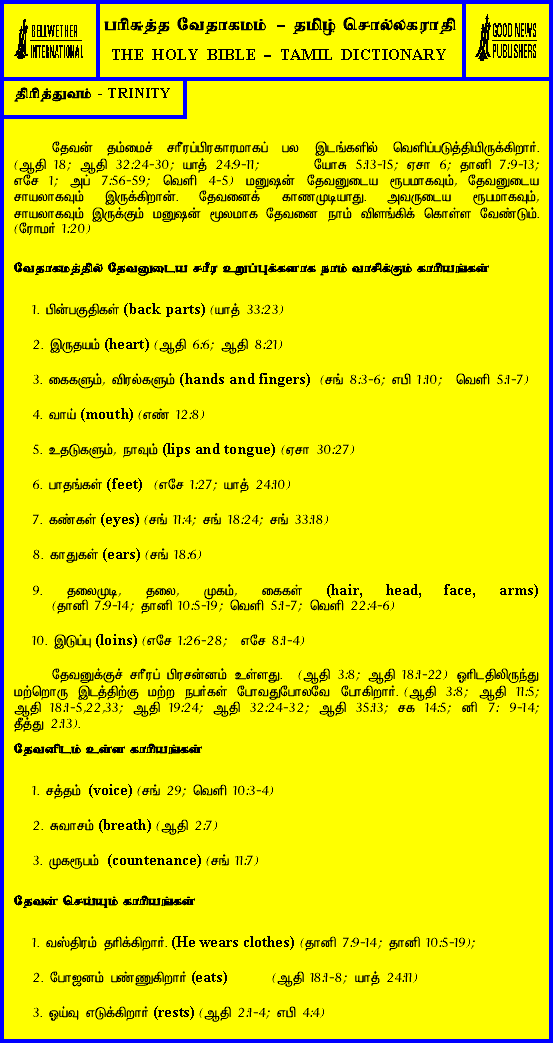 BELLWETHER
INTERNATIONAL
பரிசுத்த வேதாகமம் – தமிழ் சொல்லகராதி
THE HOLY BIBLE – TAMIL DICTIONARY
GOOD NEWS
PUBLISHERS
திரித்துவம் - TRINITY
தேவன் தம்மைச் சரீரப்பிரகாரமாகப் பல இடங்களில் வெளிப்படுத்தியிருக்கிறார்.
(ஆதி 18; ஆதி 32:24-30; யாத் 24:9-11; யோசு 5:13-15; ஏசா 6; தானி 7:9-13;
எசே 1; அப் 7:56-59; வெளி 4-5) மனுஷன் தேவனுடைய ரூபமாகவும், தேவனுடைய
சாயலாகவும் இருக்கிறான். தேவனைக் காணமுடியாது. அவருடைய ரூபமாகவும்,
சாயலாகவும் இருக்கும் மனுஷன் மூலமாக தேவனை நாம் விளங்கிக் கொள்ள வேண்டும்.
(ரோமர் 1:20)
வேதாகமத்தில் தேவனுடைய சரீர உறுப்புக்களாக நாம் வாசிக்கும் காரியங்கள்
1. பின்பகுதிகள் (back parts) (யாத் 33:23)
2. இருதயம் (heart) (ஆதி 6:6; ஆதி 8:21)
3. கைகளும், விரல்களும் (hands and fingers) (சங் 8:3-6; எபி 1:10; வெளி 5:1-7)
4. வாய் (mouth) (எண் 12:8)
5. உதடுகளும், நாவும் (lips and tongue) (ஏசா 30:27)
6. பாதங்கள் (feet) (எசே 1:27; யாத் 24:10)
7. கண்கள் (eyes) (சங் 11:4; சங் 18:24; சங் 33:18)
8. காதுகள் (ears) (சங் 18:6)
9. தலைமுடி, தலை, முகம், கைகள் (hair, head, face, arms)
(தானி 7:9-14; தானி 10:5-19; வெளி 5:1-7; வெளி 22:4-6)
10. இடுப்பு (loins) (எசே 1:26-28; எசே 8:1-4)
தேவனுக்குச் சரீரப் பிரசன்னம் உள்ளது. (ஆதி 3:8; ஆதி 18:1-22) ஓரிடதிலிருந்து
மற்றொரு இடத்திற்கு மற்ற நபர்கள் போவதுபோலவே போகிறார். (ஆதி 3:8; ஆதி 11:5;
ஆதி 18:1-5,22,33; ஆதி 19:24; ஆதி 32:24-32; ஆதி 35:13; சக 14:5; னி 7: 9-14;
தீத்து 2:13).
தேவனிடம் உள்ள காரியங்கள்
1. சத்தம் (voice) (சங் 29; வெளி 10:3-4)
2. சுவாசம் (breath) (ஆதி 2:7)
3. முகரூபம் (countenance) (சங் 11:7)
தேவன் செய்யும் காரியங்கள்
1. வஸ்திரம் தரிக்கிறார். (He wears clothes) (தானி 7:9-14; தானி 10:5-19);
2. போஜனம் பண்ணுகிறார் (eats) (ஆதி 18:1-8; யாத் 24:11)
3. ஓய்வு எடுக்கிறார் (rests) (ஆதி 2:1-4; எபி 4:4)